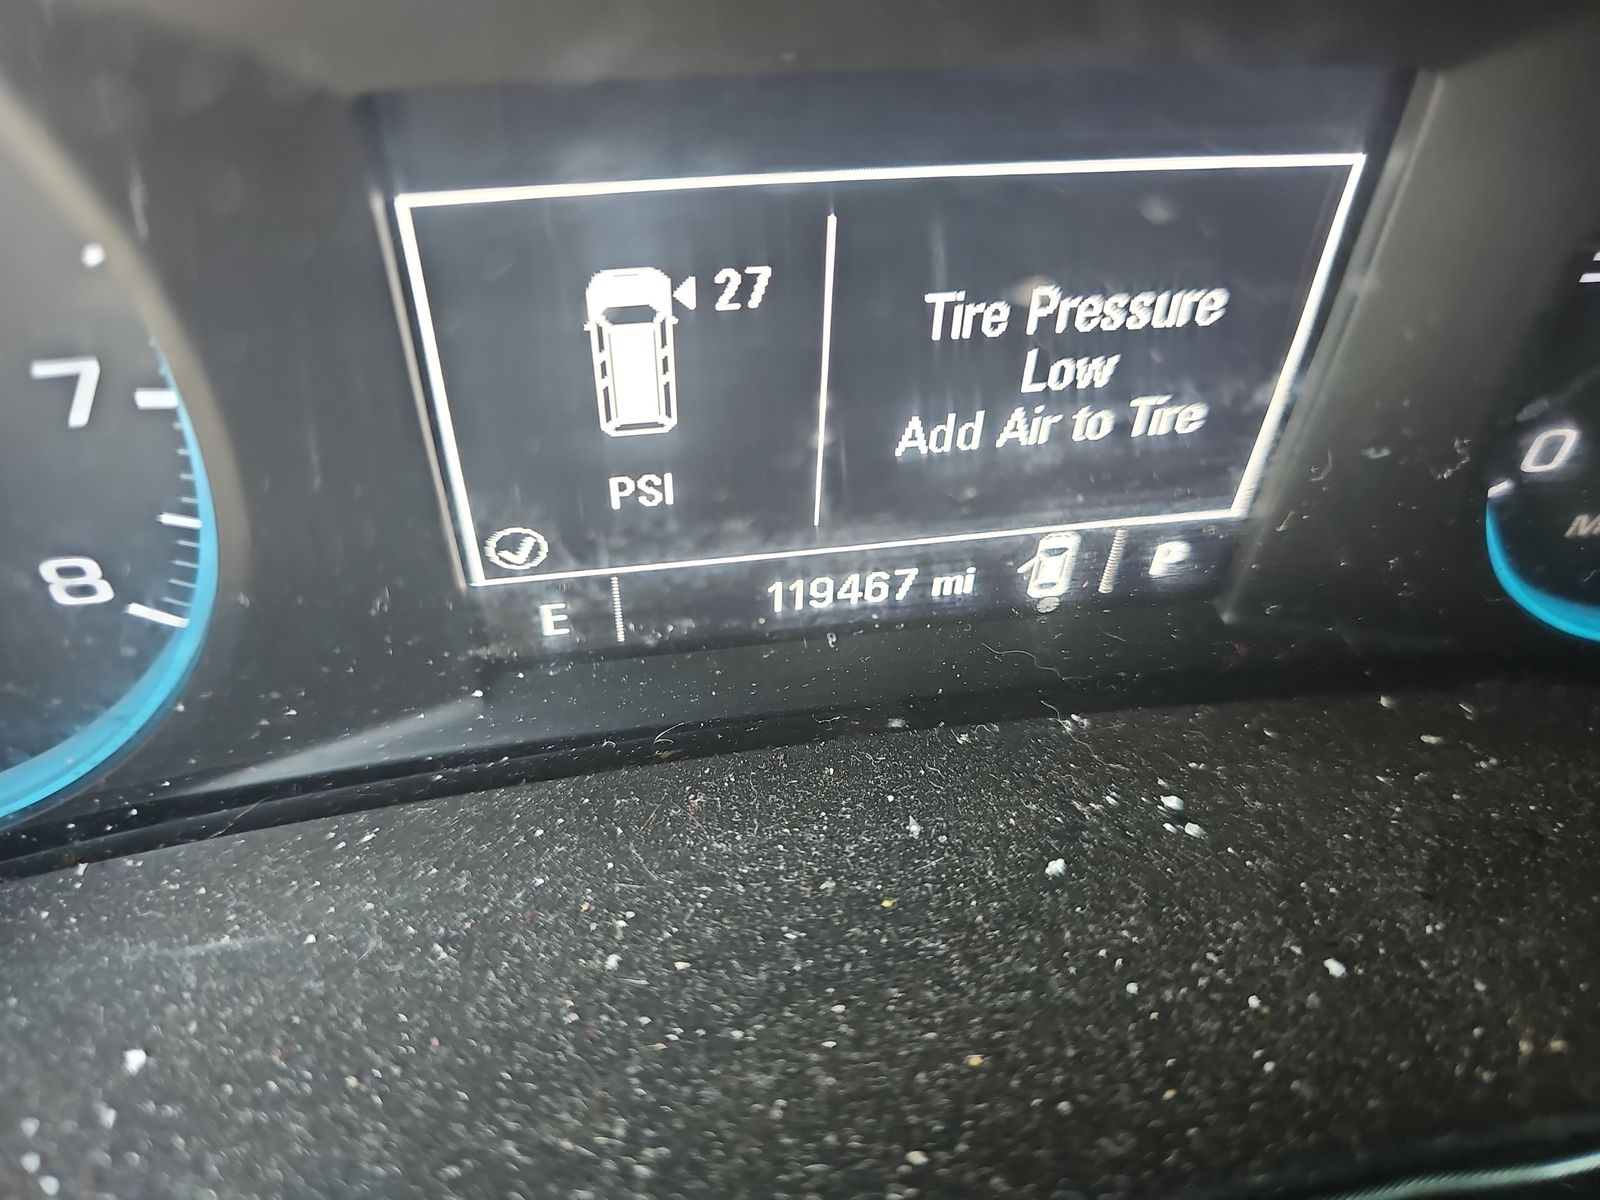 7
8
27
PSI
Tire Pressure
Low
Add Air to Tire
E
119467 mi
P
0